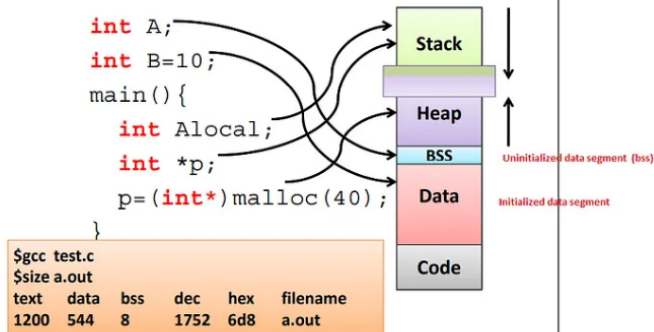 int A;
int B=10;
main(){
int Alocal;
int *p;
p=(int*)malloc(40);
}
Stack
Heap
BSS
Data
Code
Uninitialized data segment (bss)
Initialized data segment
$gcc test.c
$size a.out
text data bss dec hex filename
1200 544 8 1752 6d8 a.out